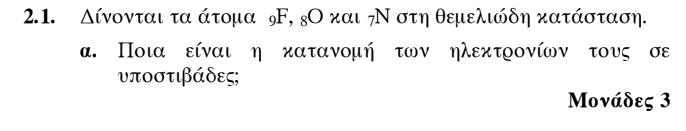 2.1. Δίνονται τα άτομα ₉F, ₈O και ₇N στη θεμελιώδη κατάσταση.
α. Ποια είναι η κατανομή των ηλεκτρονίων τους σε
υποστιβάδες;
Μονάδες 3